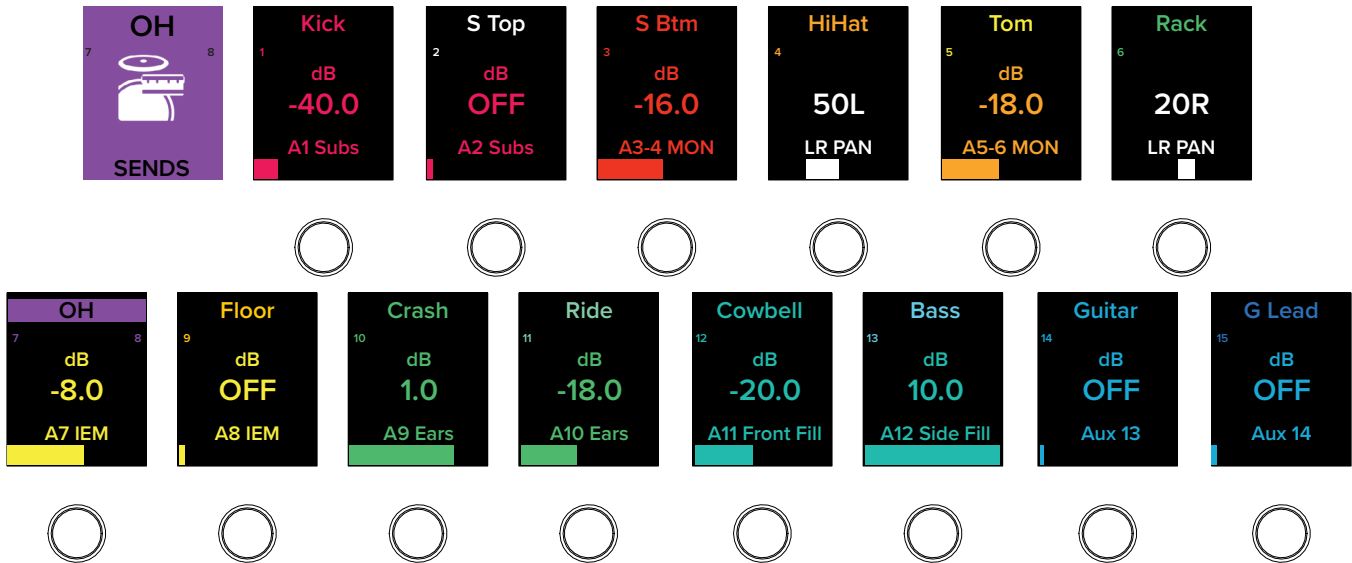 OH
7 8
SENDS
Kick
1
dB
-40.0
A1 Subs
S Top
2
dB
OFF
A2 Subs
S Btm
3
dB
-16.0
A3-4 MON
HiHat
4
50L
LR PAN
Tom
5
dB
-18.0
A5-6 MON
Rack
6
20R
LR PAN
OH
7 8
dB
-8.0
A7 IEM
Floor
9
dB
OFF
A8 IEM
Crash
10
dB
1.0
A9 Ears
Ride
11
dB
-18.0
A10 Ears
Cowbell
12
dB
-20.0
A11 Front Fill
Bass
13
dB
10.0
A12 Side Fill
Guitar
14
dB
OFF
Aux 13
G Lead
15
dB
OFF
Aux 14